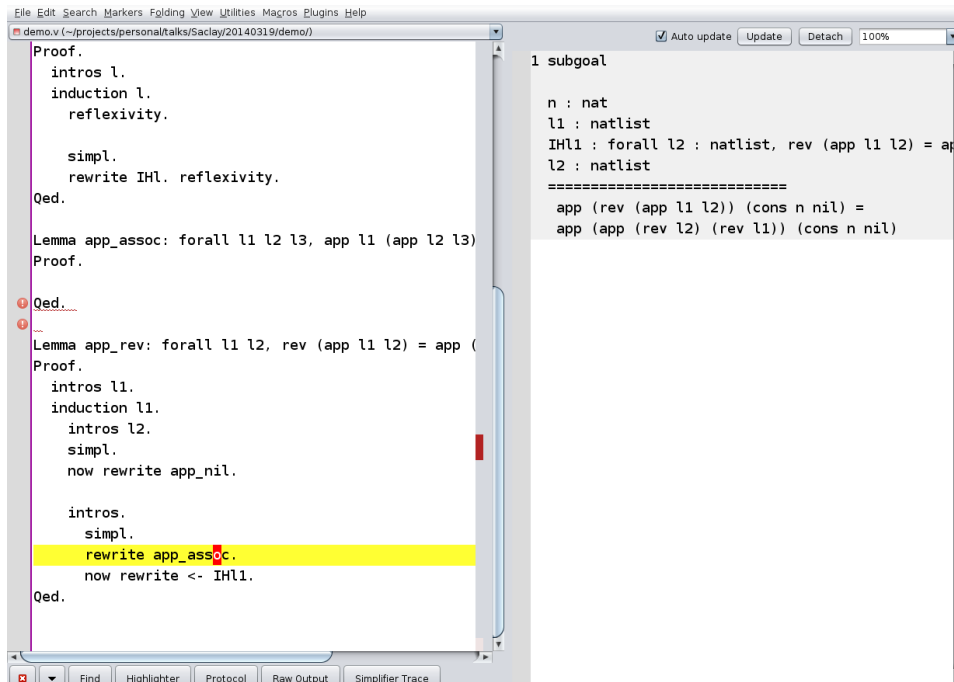 File Edit Search Markers Folding View Utilities Macros Plugins Help
demo.v (~/projects/personal/talks/Saclay/20140319/demo/)
Proof.
intros l.
induction l.
reflexivity.
simpl.
rewrite IHl. reflexivity.
Qed.
Lemma app_assoc: forall l1 l2 l3, app l1 (app l2 l3)
Proof.
Qed.
Lemma app_rev: forall l1 l2, rev (app l1 l2) = app (
Proof.
intros l1.
induction l1.
intros l2.
simpl.
now rewrite app_nil.
intros.
simpl.
rewrite app_assoc.
now rewrite <- IHl1.
Qed.
Find Highlighter Protocol Raw Output Simplifier Trace
Auto update Update Detach 100%
1 subgoal
n : nat
l1 : natlist
IHl1 : forall l2 : natlist, rev (app l1 l2) = ap
l2 : natlist
============================
app (rev (app l1 l2)) (cons n nil) =
app (app (rev l2) (rev l1)) (cons n nil)